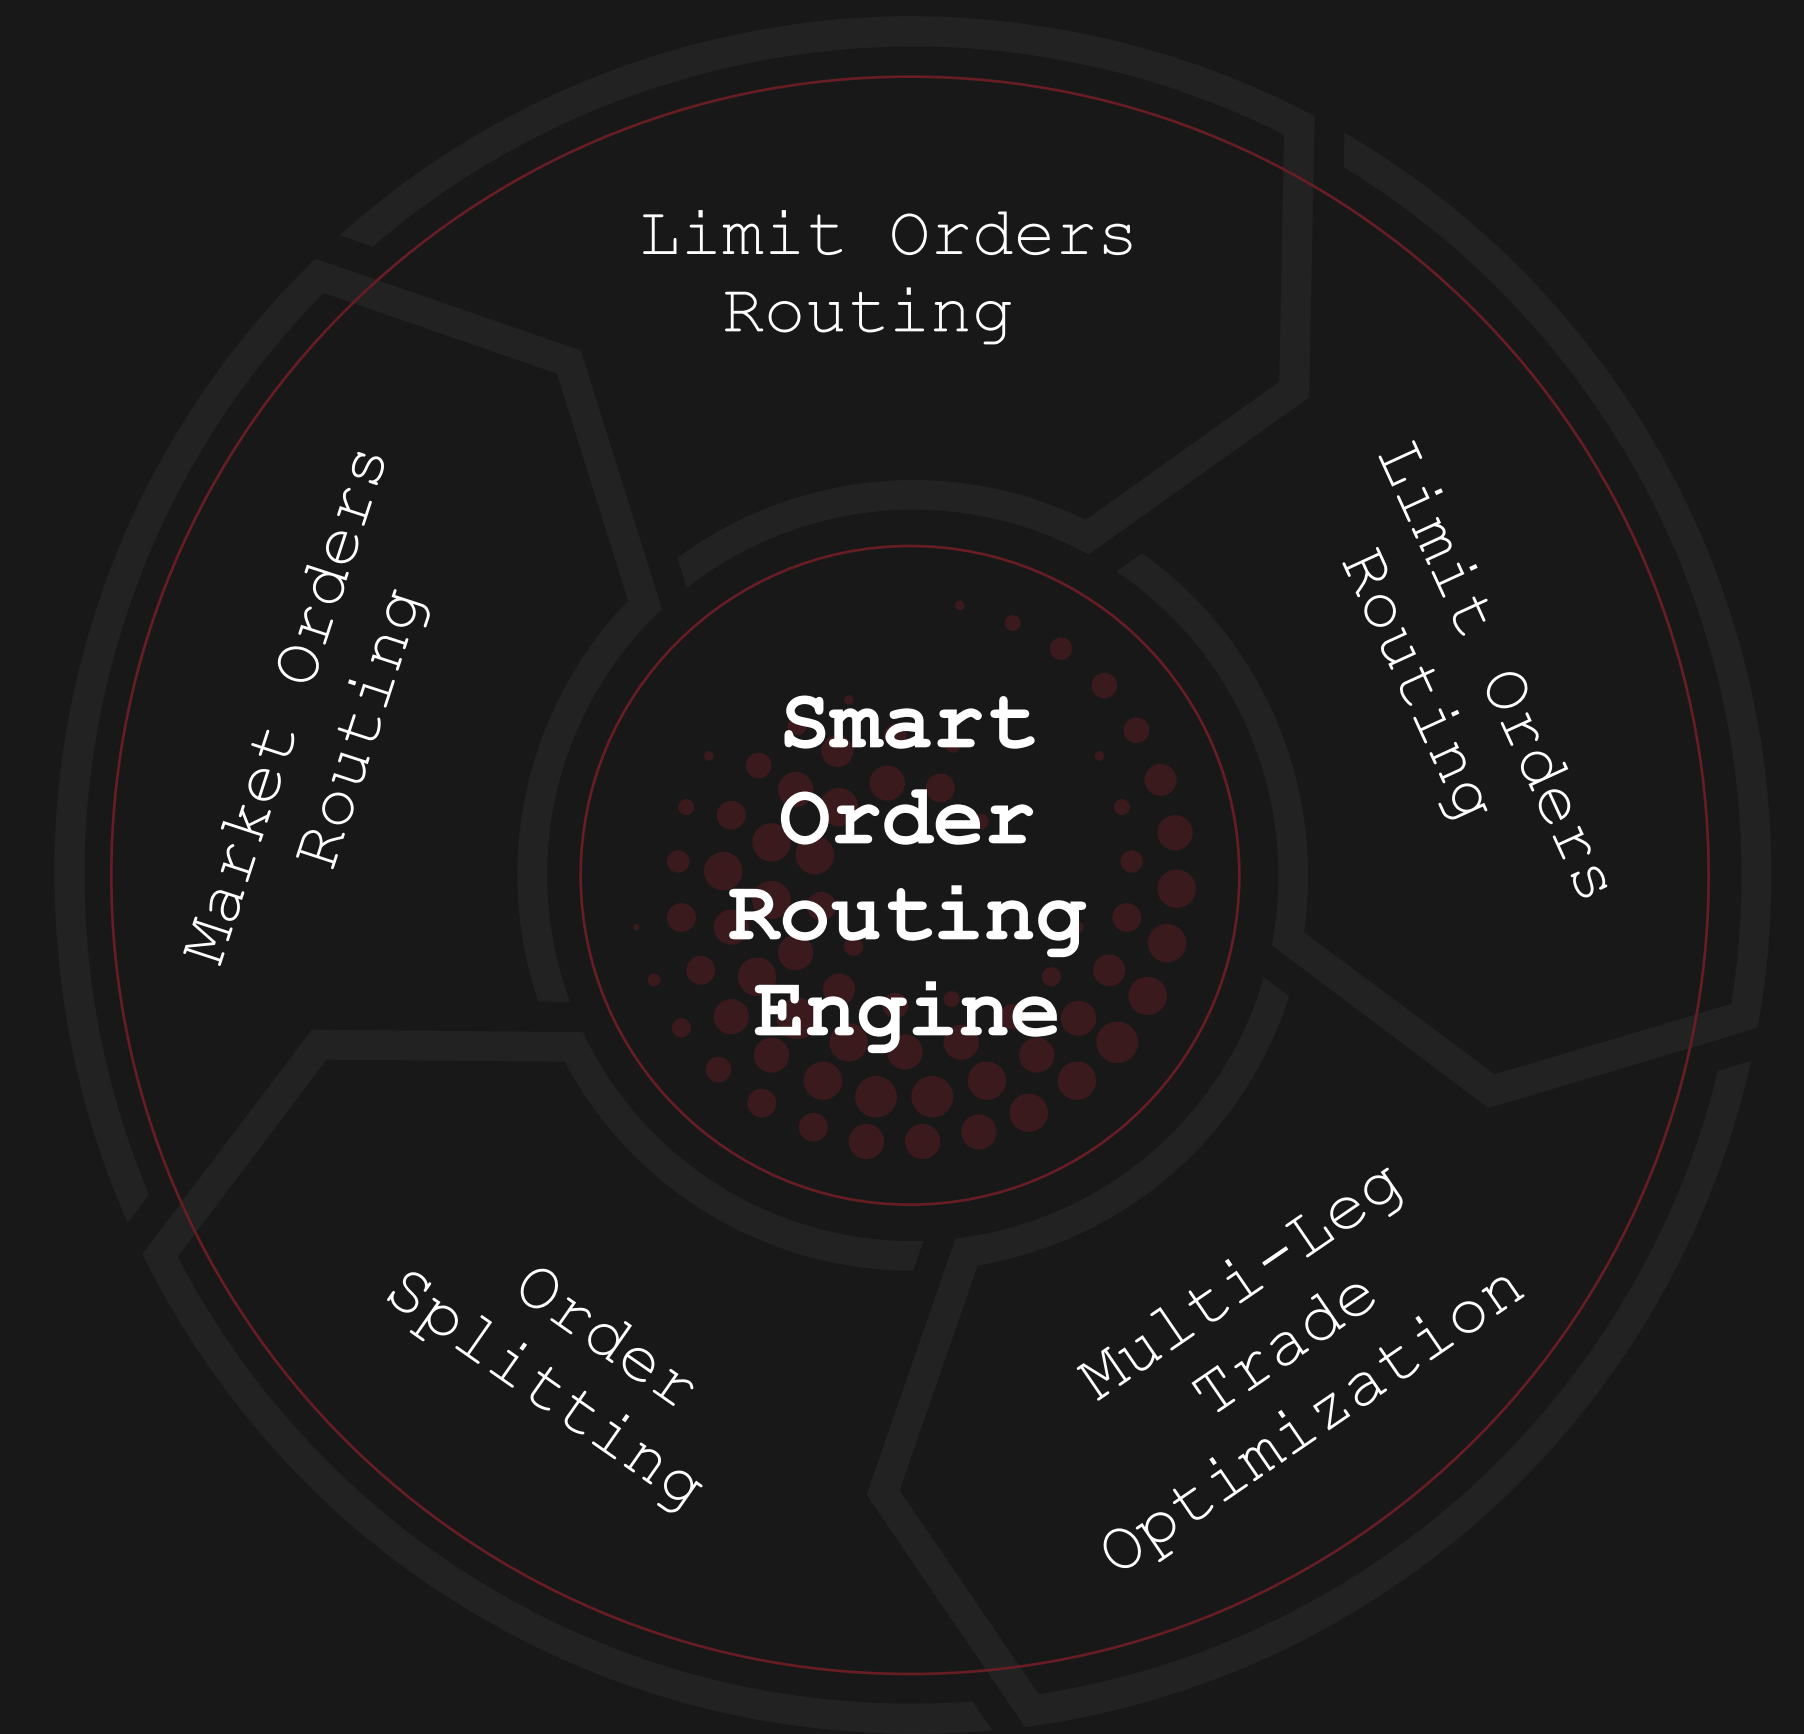 Limit Orders
Routing
Limit Orders
Routing
Multi-Leg
Trade
Optimization
Order
Splitting
Market Orders
Routing
Smart
Order
Routing
Engine